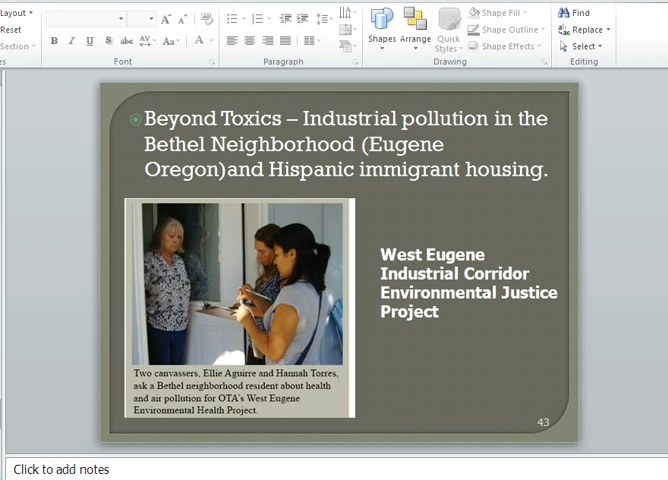 Layout
Reset
Section
Font
Paragraph
Shapes
Arrange
Quick
Styles
Shape Fill
Shape Outline
Shape Effects
Drawing
Find
Replace
Select
Editing
Beyond Toxics – Industrial pollution in the
Bethel Neighborhood (Eugene
Oregon)and Hispanic immigrant housing.
West Eugene
Industrial Corridor
Environmental Justice
Project
Two canvassers, Ellie Aguirre and Hannah Torres,
ask a Bethel neighborhood resident about health
and air pollution for OTA's West Eugene
Environmental Health Project.
43
Click to add notes